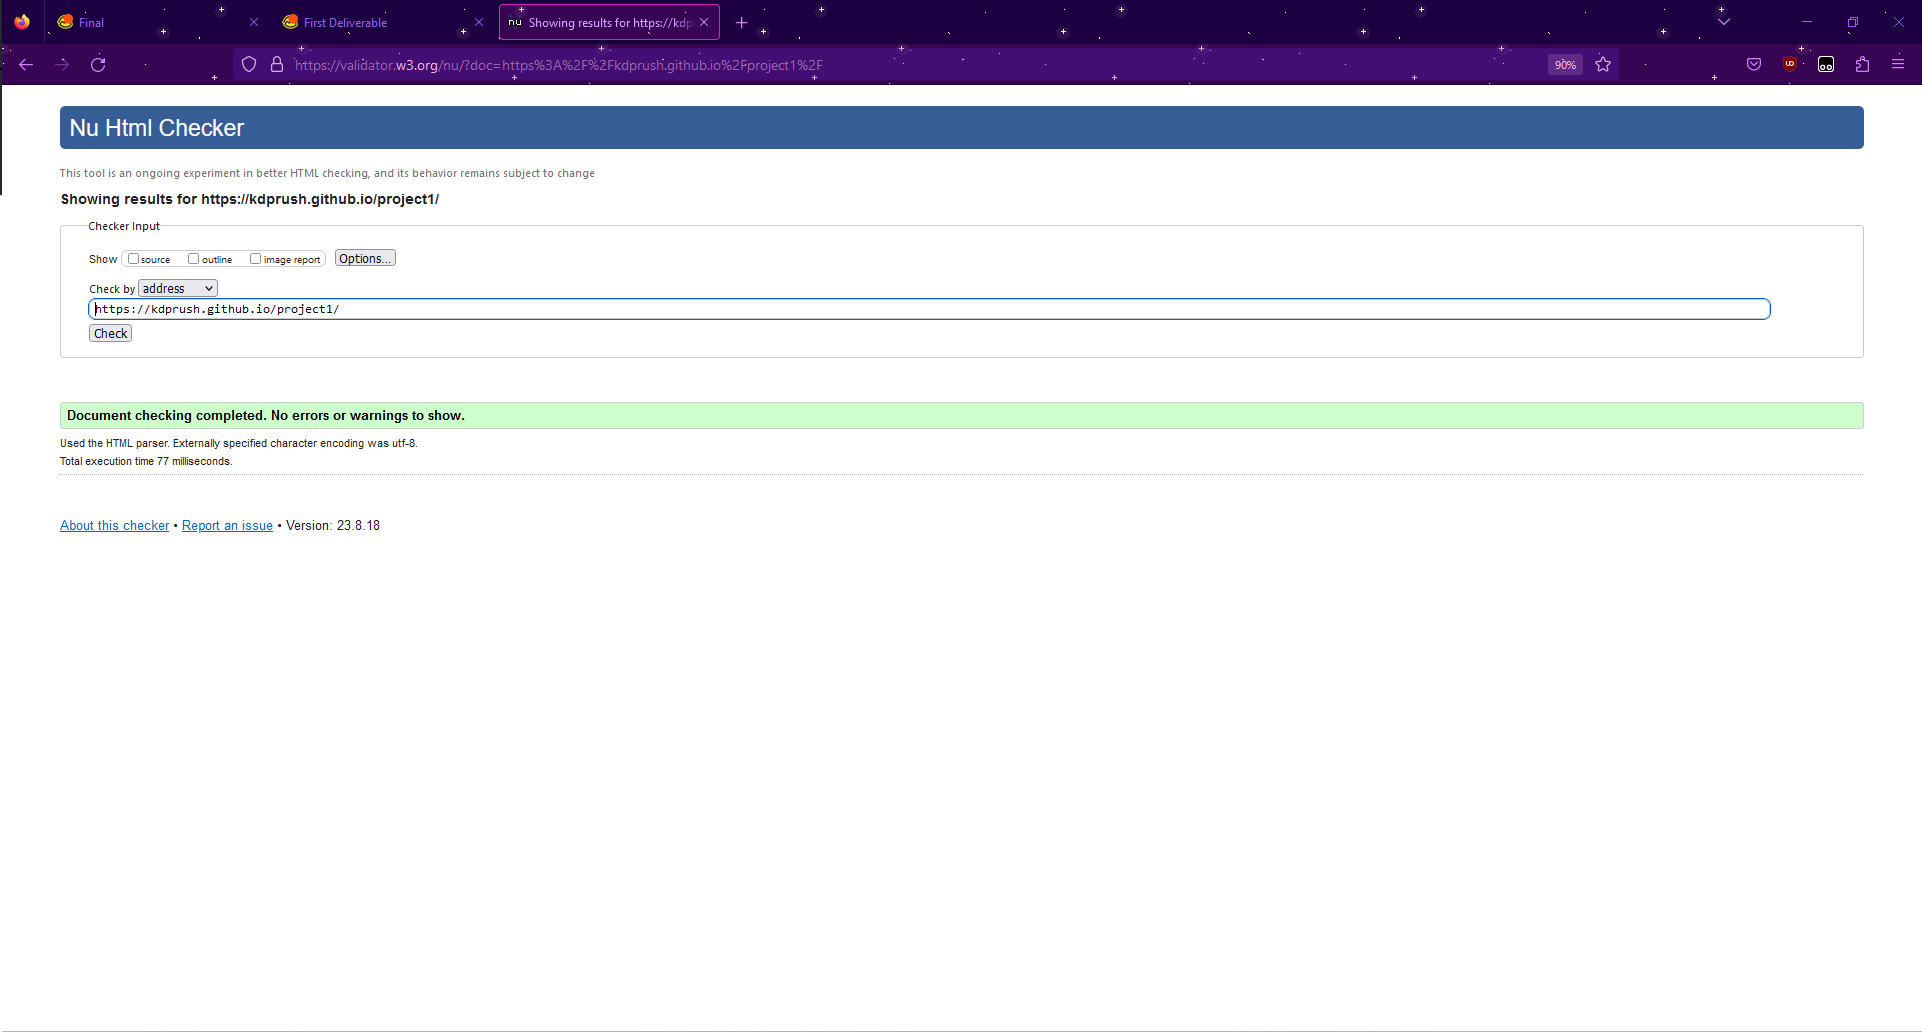 Final
First Deliverable
nu Showing results for https://kdp
https://validator.w3.org/nu/?doc=https%3A%2F%2Fkdprush.github.io%2Fproject1%2F
90%
Nu Html Checker
This tool is an ongoing experiment in better HTML checking, and its behavior remains subject to change
Showing results for https://kdprush.github.io/project1/
Checker Input
Show source outline image report Options...
Check by address
https://kdprush.github.io/project1/
Check
Document checking completed. No errors or warnings to show.
Used the HTML parser. Externally specified character encoding was utf-8.
Total execution time 77 milliseconds.
About this checker • Report an issue • Version: 23.8.18